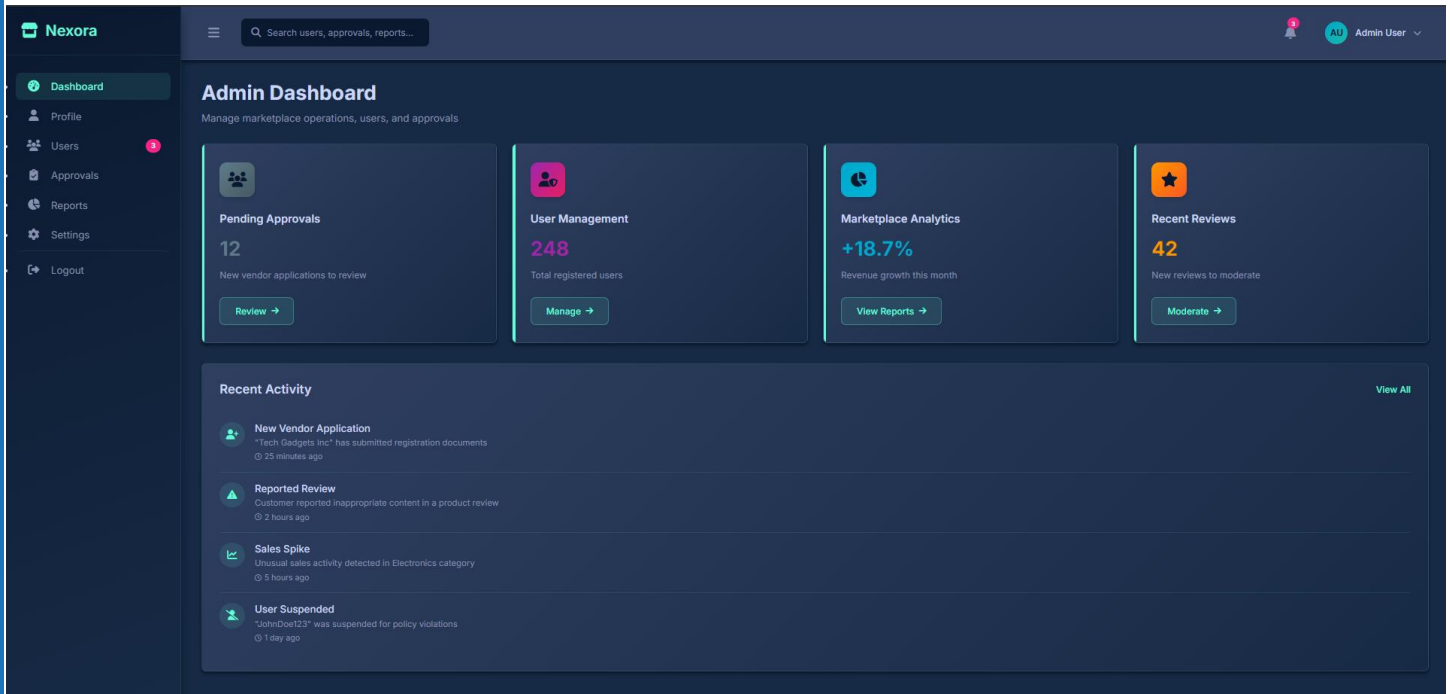 Nexora
Search users, approvals, reports...
3
AU
Admin User
Dashboard
Profile
Users
3
Approvals
Reports
Settings
Logout
Admin Dashboard
Manage marketplace operations, users, and approvals
Pending Approvals
12
New vendor applications to review
Review →
User Management
248
Total registered users
Manage →
Marketplace Analytics
+18.7%
Revenue growth this month
View Reports →
Recent Reviews
42
New reviews to moderate
Moderate →
Recent Activity
View All
New Vendor Application
"Tech Gadgets Inc" has submitted registration documents
25 minutes ago
Reported Review
Customer reported inappropriate content in a product review
2 hours ago
Sales Spike
Unusual sales activity detected in Electronics category
5 hours ago
User Suspended
"JohnDoe123" was suspended for policy violations
1 day ago